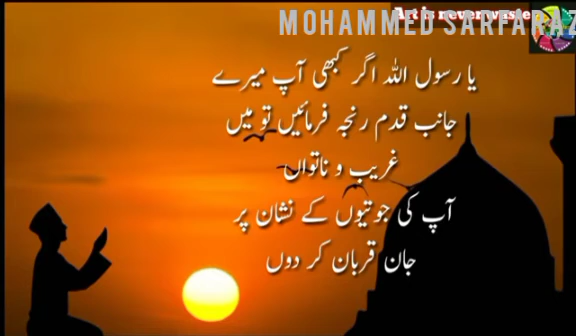 Art is never waste
MOHAMMED SARFARAZ
یا رسول اللہ اگر کبھی آپ میرے
جانب قدم رنجہ فرمائیں تو میں
غریب و ناتواں
آپ کی جوتیوں کے نشان پر
جان قربان کر دوں